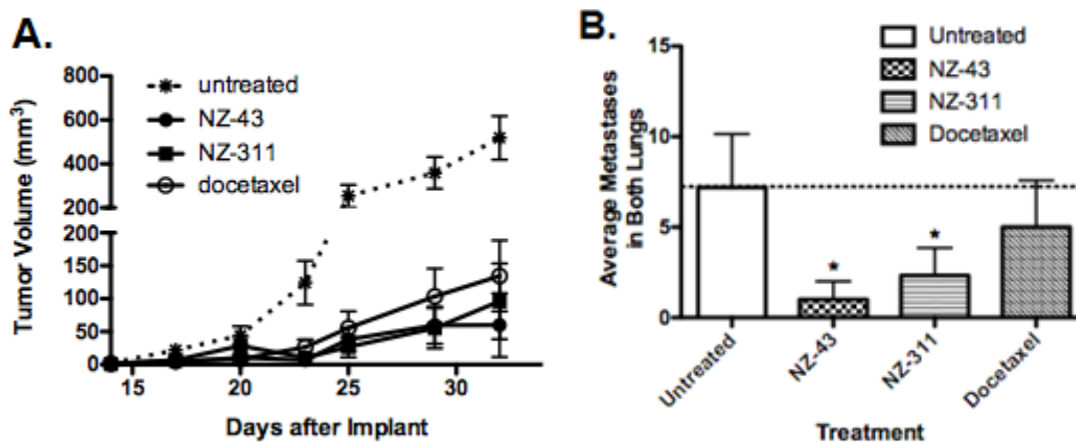 A.
Tumor Volume (mm³)
800
600
400
200
200
150
100
50
0
untreated
NZ-43
NZ-311
docetaxel
15
20
25
30
Days after Implant
B.
Average Metastases
in Both Lungs
15
10
5
0
Untreated
NZ-43
NZ-311
Docetaxel
*
*
Untreated
NZ-43
NZ-311
Docetaxel
Treatment